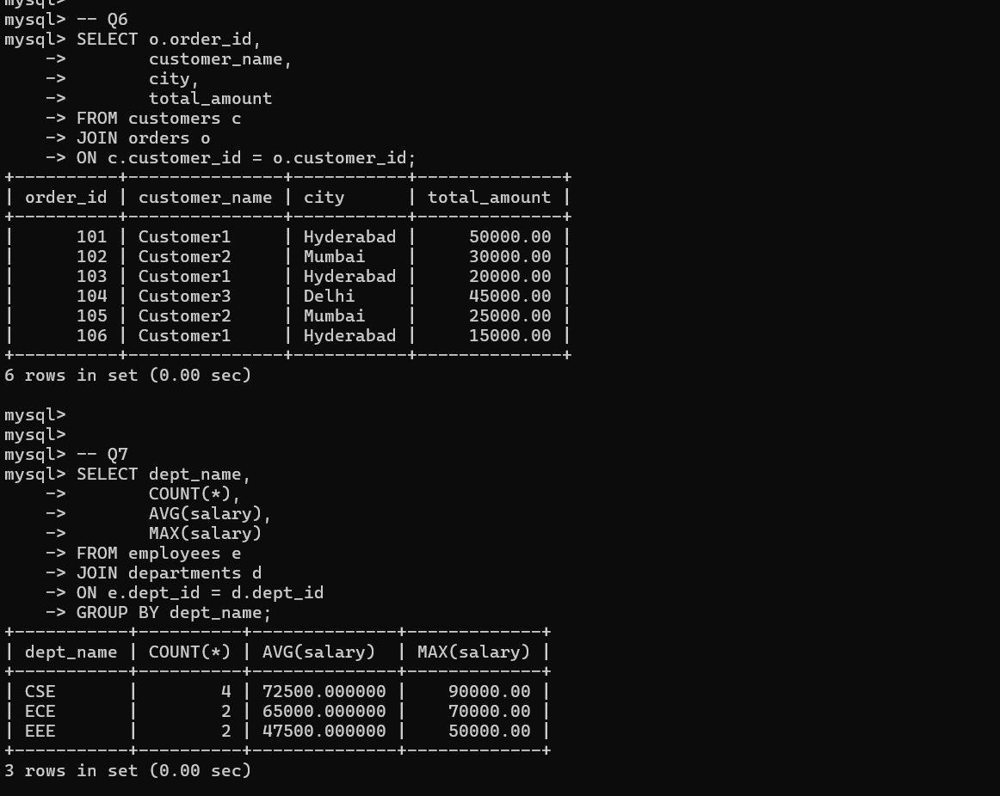 mysql>
mysql> -- Q6
mysql> SELECT o.order_id,
    ->        customer_name,
    ->        city,
    ->        total_amount
    -> FROM customers c
    -> JOIN orders o
    -> ON c.customer_id = o.customer_id;
+----------+---------------+-----------+--------------+
| order_id | customer_name | city      | total_amount |
+----------+---------------+-----------+--------------+
|      101 | Customer1     | Hyderabad |     50000.00 |
|      102 | Customer2     | Mumbai    |     30000.00 |
|      103 | Customer1     | Hyderabad |     20000.00 |
|      104 | Customer3     | Delhi     |     45000.00 |
|      105 | Customer2     | Mumbai    |     25000.00 |
|      106 | Customer1     | Hyderabad |     15000.00 |
+----------+---------------+-----------+--------------+
6 rows in set (0.00 sec)

mysql>
mysql>
mysql> -- Q7
mysql> SELECT dept_name,
    ->        COUNT(*),
    ->        AVG(salary),
    ->        MAX(salary)
    -> FROM employees e
    -> JOIN departments d
    -> ON e.dept_id = d.dept_id
    -> GROUP BY dept_name;
+-----------+----------+--------------+-------------+
| dept_name | COUNT(*) | AVG(salary)  | MAX(salary) |
+-----------+----------+--------------+-------------+
| CSE       |        4 | 72500.000000 |    90000.00 |
| ECE       |        2 | 65000.000000 |    70000.00 |
| EEE       |        2 | 47500.000000 |    50000.00 |
+-----------+----------+--------------+-------------+
3 rows in set (0.00 sec)